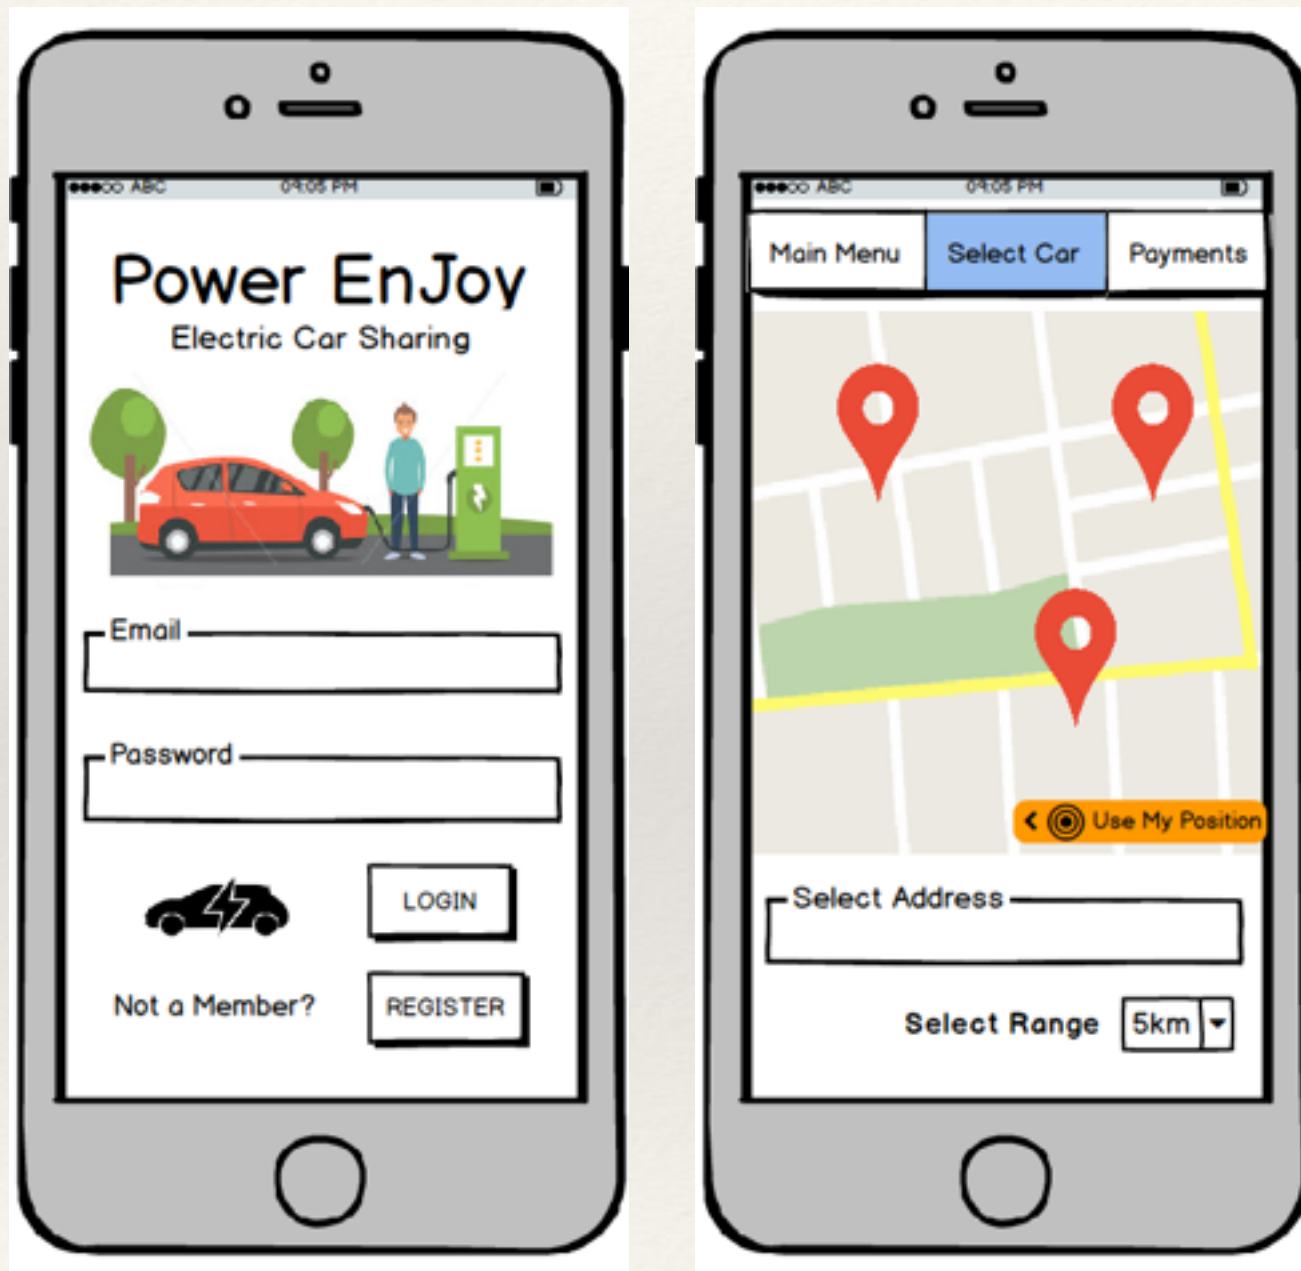 ABC 09:05 PM
Power EnJoy
Electric Car Sharing
Email
Password
LOGIN
Not a Member? REGISTER
ABC 09:05 PM
Main Menu Select Car Payments
Use My Position
Select Address
Select Range 5km